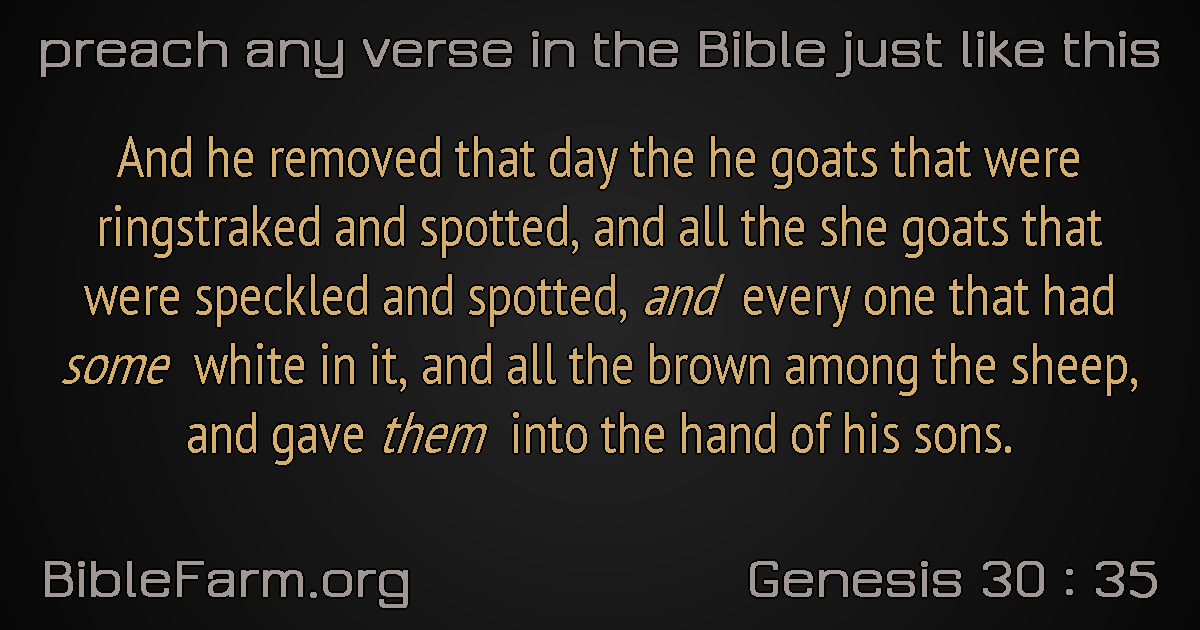 preach any verse in the Bible just like this
And he removed that day the he goats that were
ringstraked and spotted, and all the she goats that
were speckled and spotted, and every one that had
some white in it, and all the brown among the sheep,
and gave them into the hand of his sons.
BibleFarm.org
Genesis 30 : 35